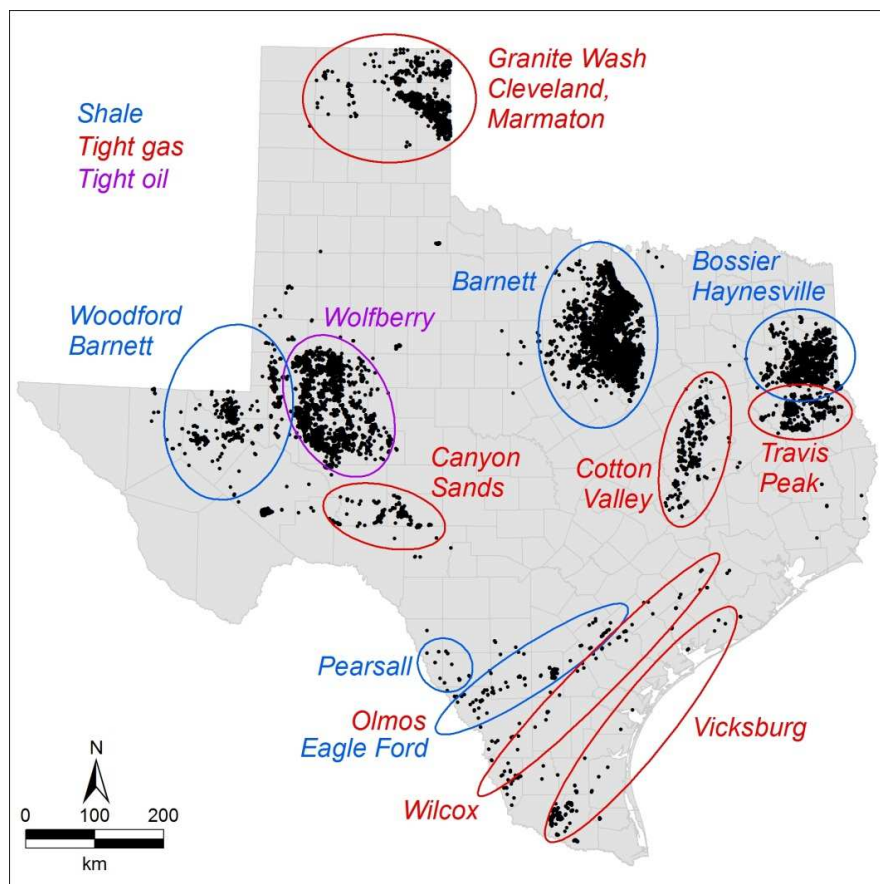 Granite Wash
Cleveland,
Marmaton
Shale
Tight gas
Tight oil
Barnett
Bossier
Haynesville
Woodford
Barnett
Wolfberry
Canyon
Sands
Cotton
Valley
Travis
Peak
Pearsall
Olmos
Eagle Ford
Vicksburg
Wilcox
N
0 100 200
km